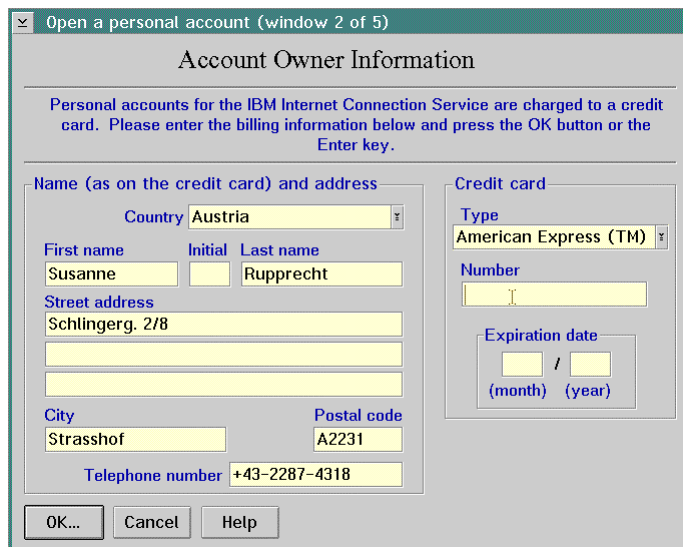 Open a personal account (window 2 of 5)
Account Owner Information
Personal accounts for the IBM Internet Connection Service are charged to a credit
card. Please enter the billing information below and press the OK button or the
Enter key.
Name (as on the credit card) and address
Country Austria
First name Initial Last name
Susanne Rupprecht
Street address
Schlingerg. 2/8
City Postal code
Strasshof A2231
Telephone number +43-2287-4318
Credit card
Type
American Express (TM)
Number
Expiration date
/
(month) (year)
OK... Cancel Help